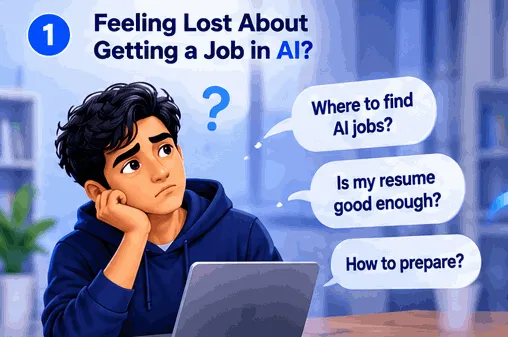 1
Feeling Lost About
Getting a Job in AI?
?
Where to find
AI jobs?
Is my resume
good enough?
How to prepare?